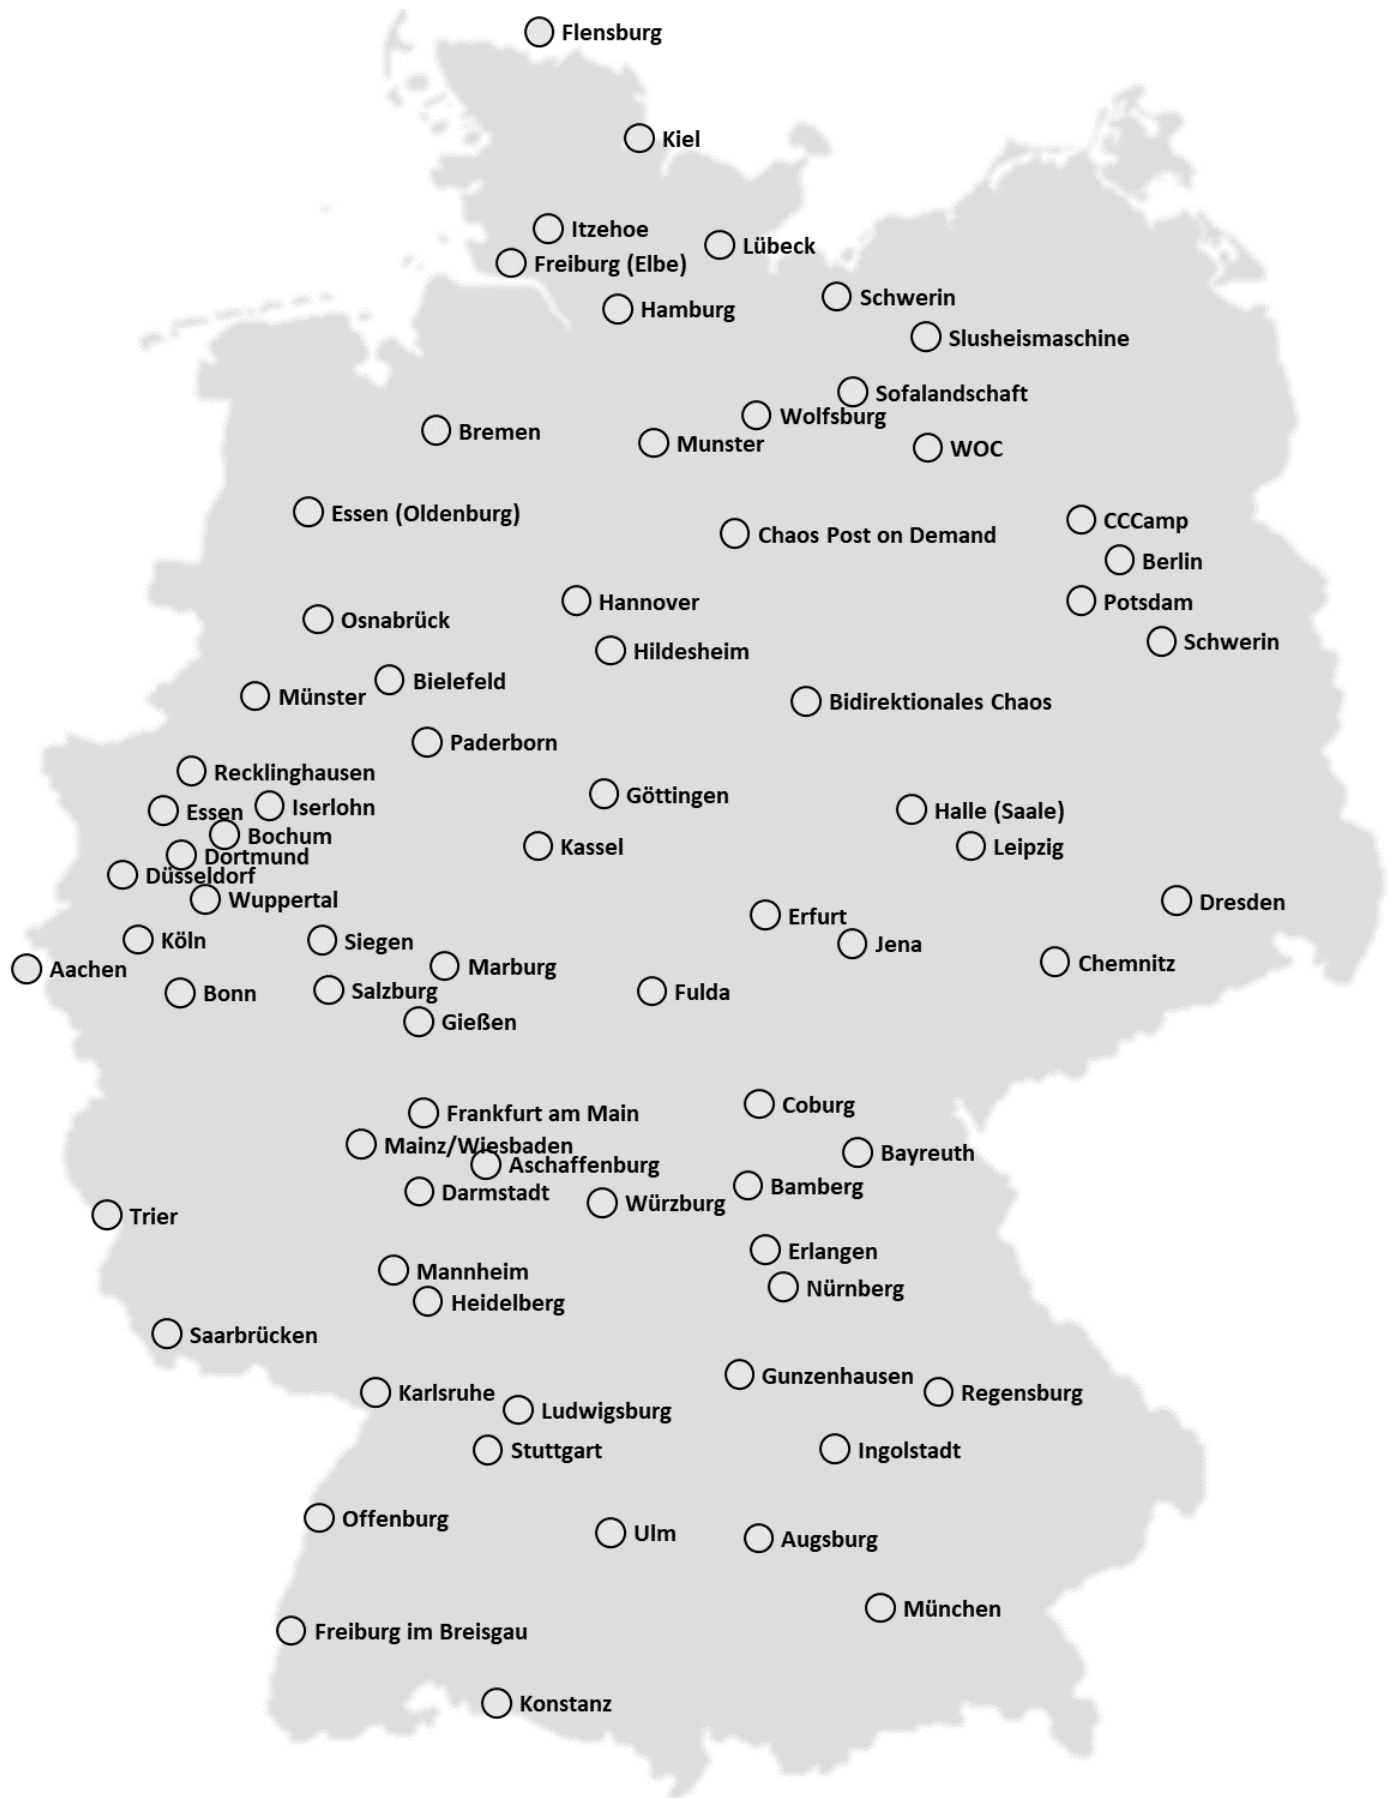 Flensburg
Kiel
Itzehoe
Lübeck
Freiburg (Elbe)
Schwerin
Hamburg
Slusheismaschine
Sofalandschaft
Wolfsburg
Bremen
Munster
WOC
Essen (Oldenburg)
CCCamp
Chaos Post on Demand
Berlin
Hannover
Potsdam
Osnabrück
Schwerin
Hildesheim
Bielefeld
Münster
Bidirektionales Chaos
Paderborn
Recklinghausen
Göttingen
Iserlohn
Essen
Halle (Saale)
Bochum
Kassel
Leipzig
Dortmund
Düsseldorf
Wuppertal
Dresden
Erfurt
Köln
Siegen
Jena
Chemnitz
Marburg
Aachen
Salzburg
Fulda
Bonn
Gießen
Coburg
Frankfurt am Main
Mainz/Wiesbaden
Bayreuth
Aschaffenburg
Bamberg
Darmstadt
Würzburg
Trier
Erlangen
Mannheim
Nürnberg
Heidelberg
Saarbrücken
Gunzenhausen
Karlsruhe
Regensburg
Ludwigsburg
Stuttgart
Ingolstadt
Offenburg
Ulm
Augsburg
München
Freiburg im Breisgau
Konstanz